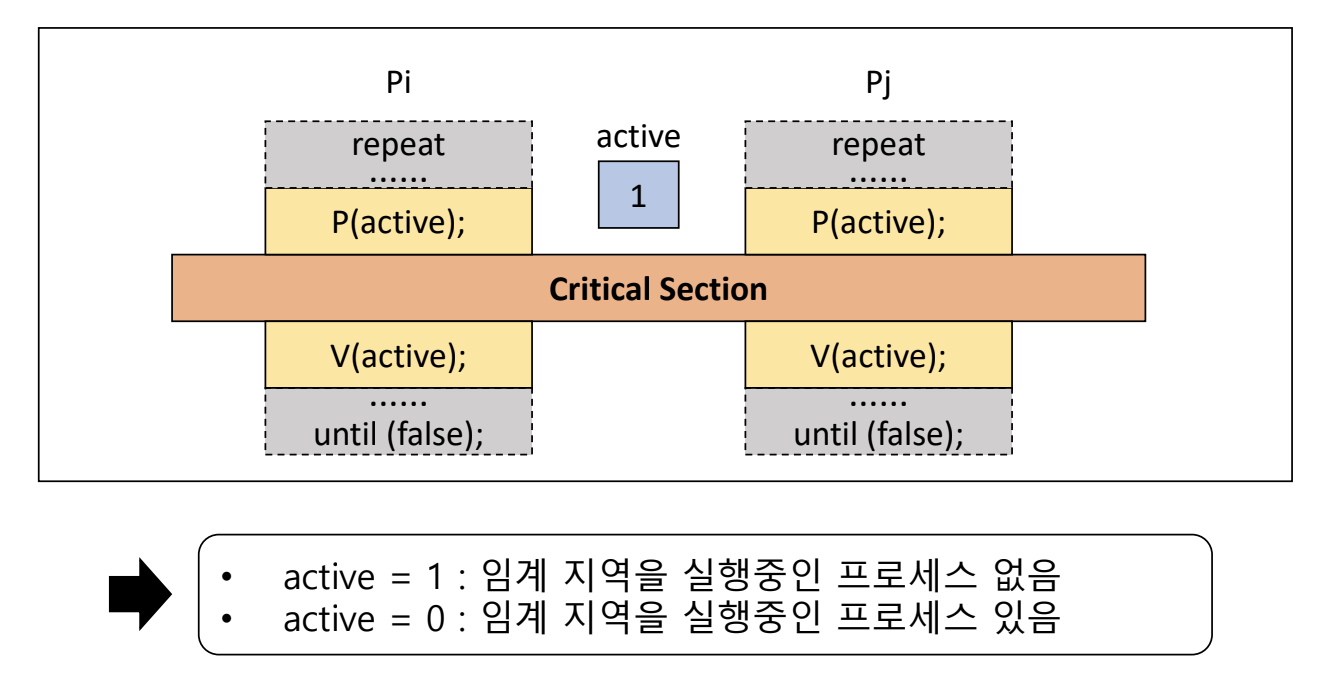 Pi
Pj
repeat
......
active
repeat
......
P(active);
1
P(active);
Critical Section
V(active);
V(active);
......
until (false);
......
until (false);
• active = 1 : 임계 지역을 실행중인 프로세스 없음
• active = 0 : 임계 지역을 실행중인 프로세스 있음